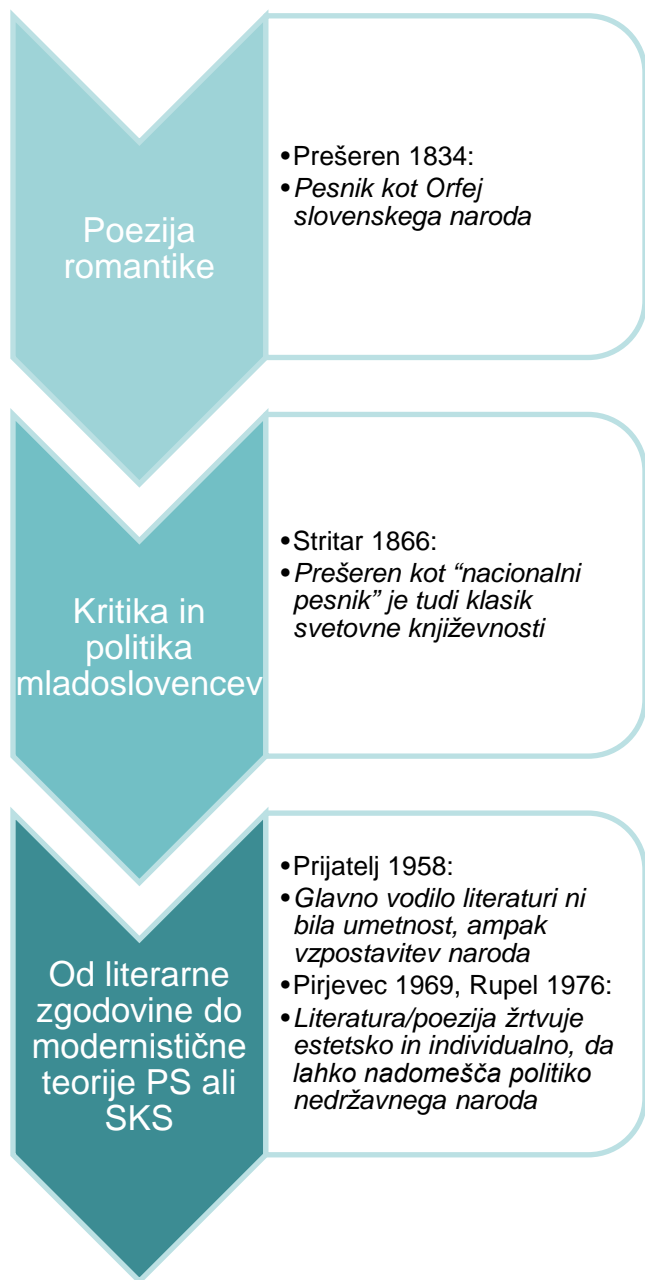 Poezija
romantike
•Prešeren 1834:
•Pesnik kot Orfej
slovenskega naroda
Kritika in
politika
mladoslovencev
•Stritar 1866:
•Prešeren kot “nacionalni
pesnik” je tudi klasik
svetovne književnosti
Od literarne
zgodovine do
modernistične
teorije PS ali
SKS
•Prijatelj 1958:
•Glavno vodilo literaturi ni
bila umetnost, ampak
vzpostavitev naroda
•Pirjevec 1969, Rupel 1976:
•Literatura/poezija žrtvuje
estetsko in individualno, da
lahko nadomešča politiko
nedržavnega naroda